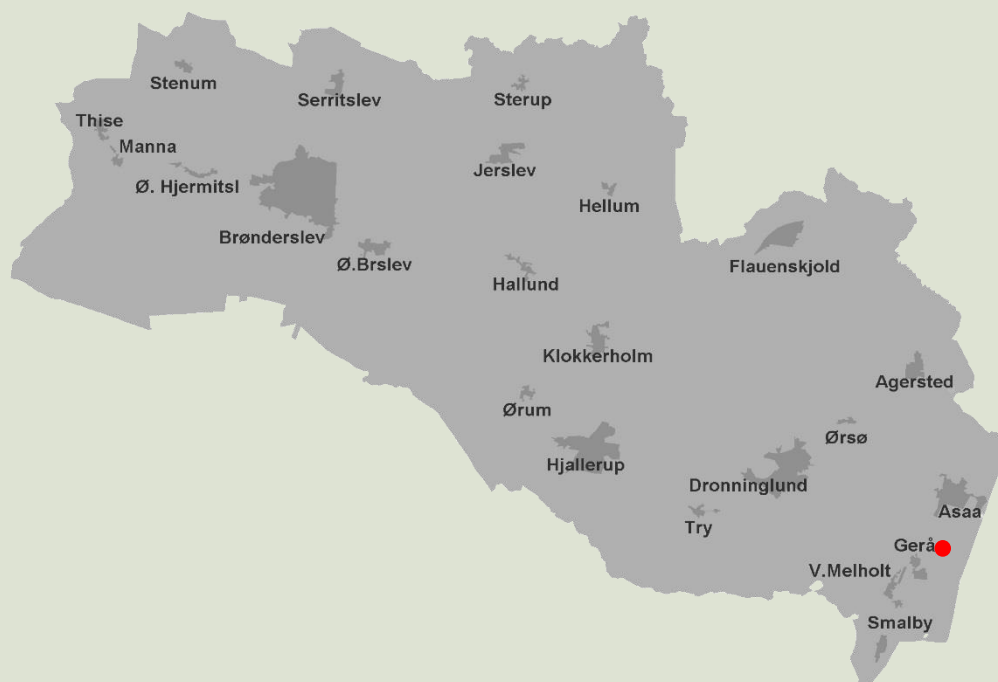 Stenum
Serritslev
Sterup
Thise
Manna
Jerslev
Ø. Hjermitsl
Hellum
Brønderslev
Ø.Brslev
Flauenskjold
Hallund
Klokkerholm
Agersted
Ørum
Ørsø
Hjallerup
Dronninglund
Asaa
Try
Gerå
V.Melholt
Smalby